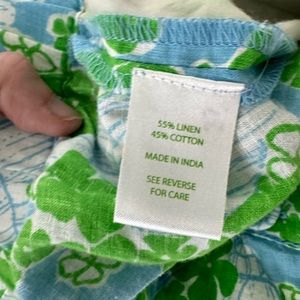 55% LINEN
45% COTTON
MADE IN INDIA
SEE REVERSE
FOR CARE